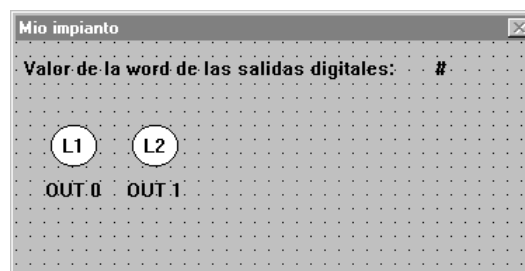 Mio impianto
Valor de la word de las salidas digitales: #
L1 L2
OUT 0 OUT 1